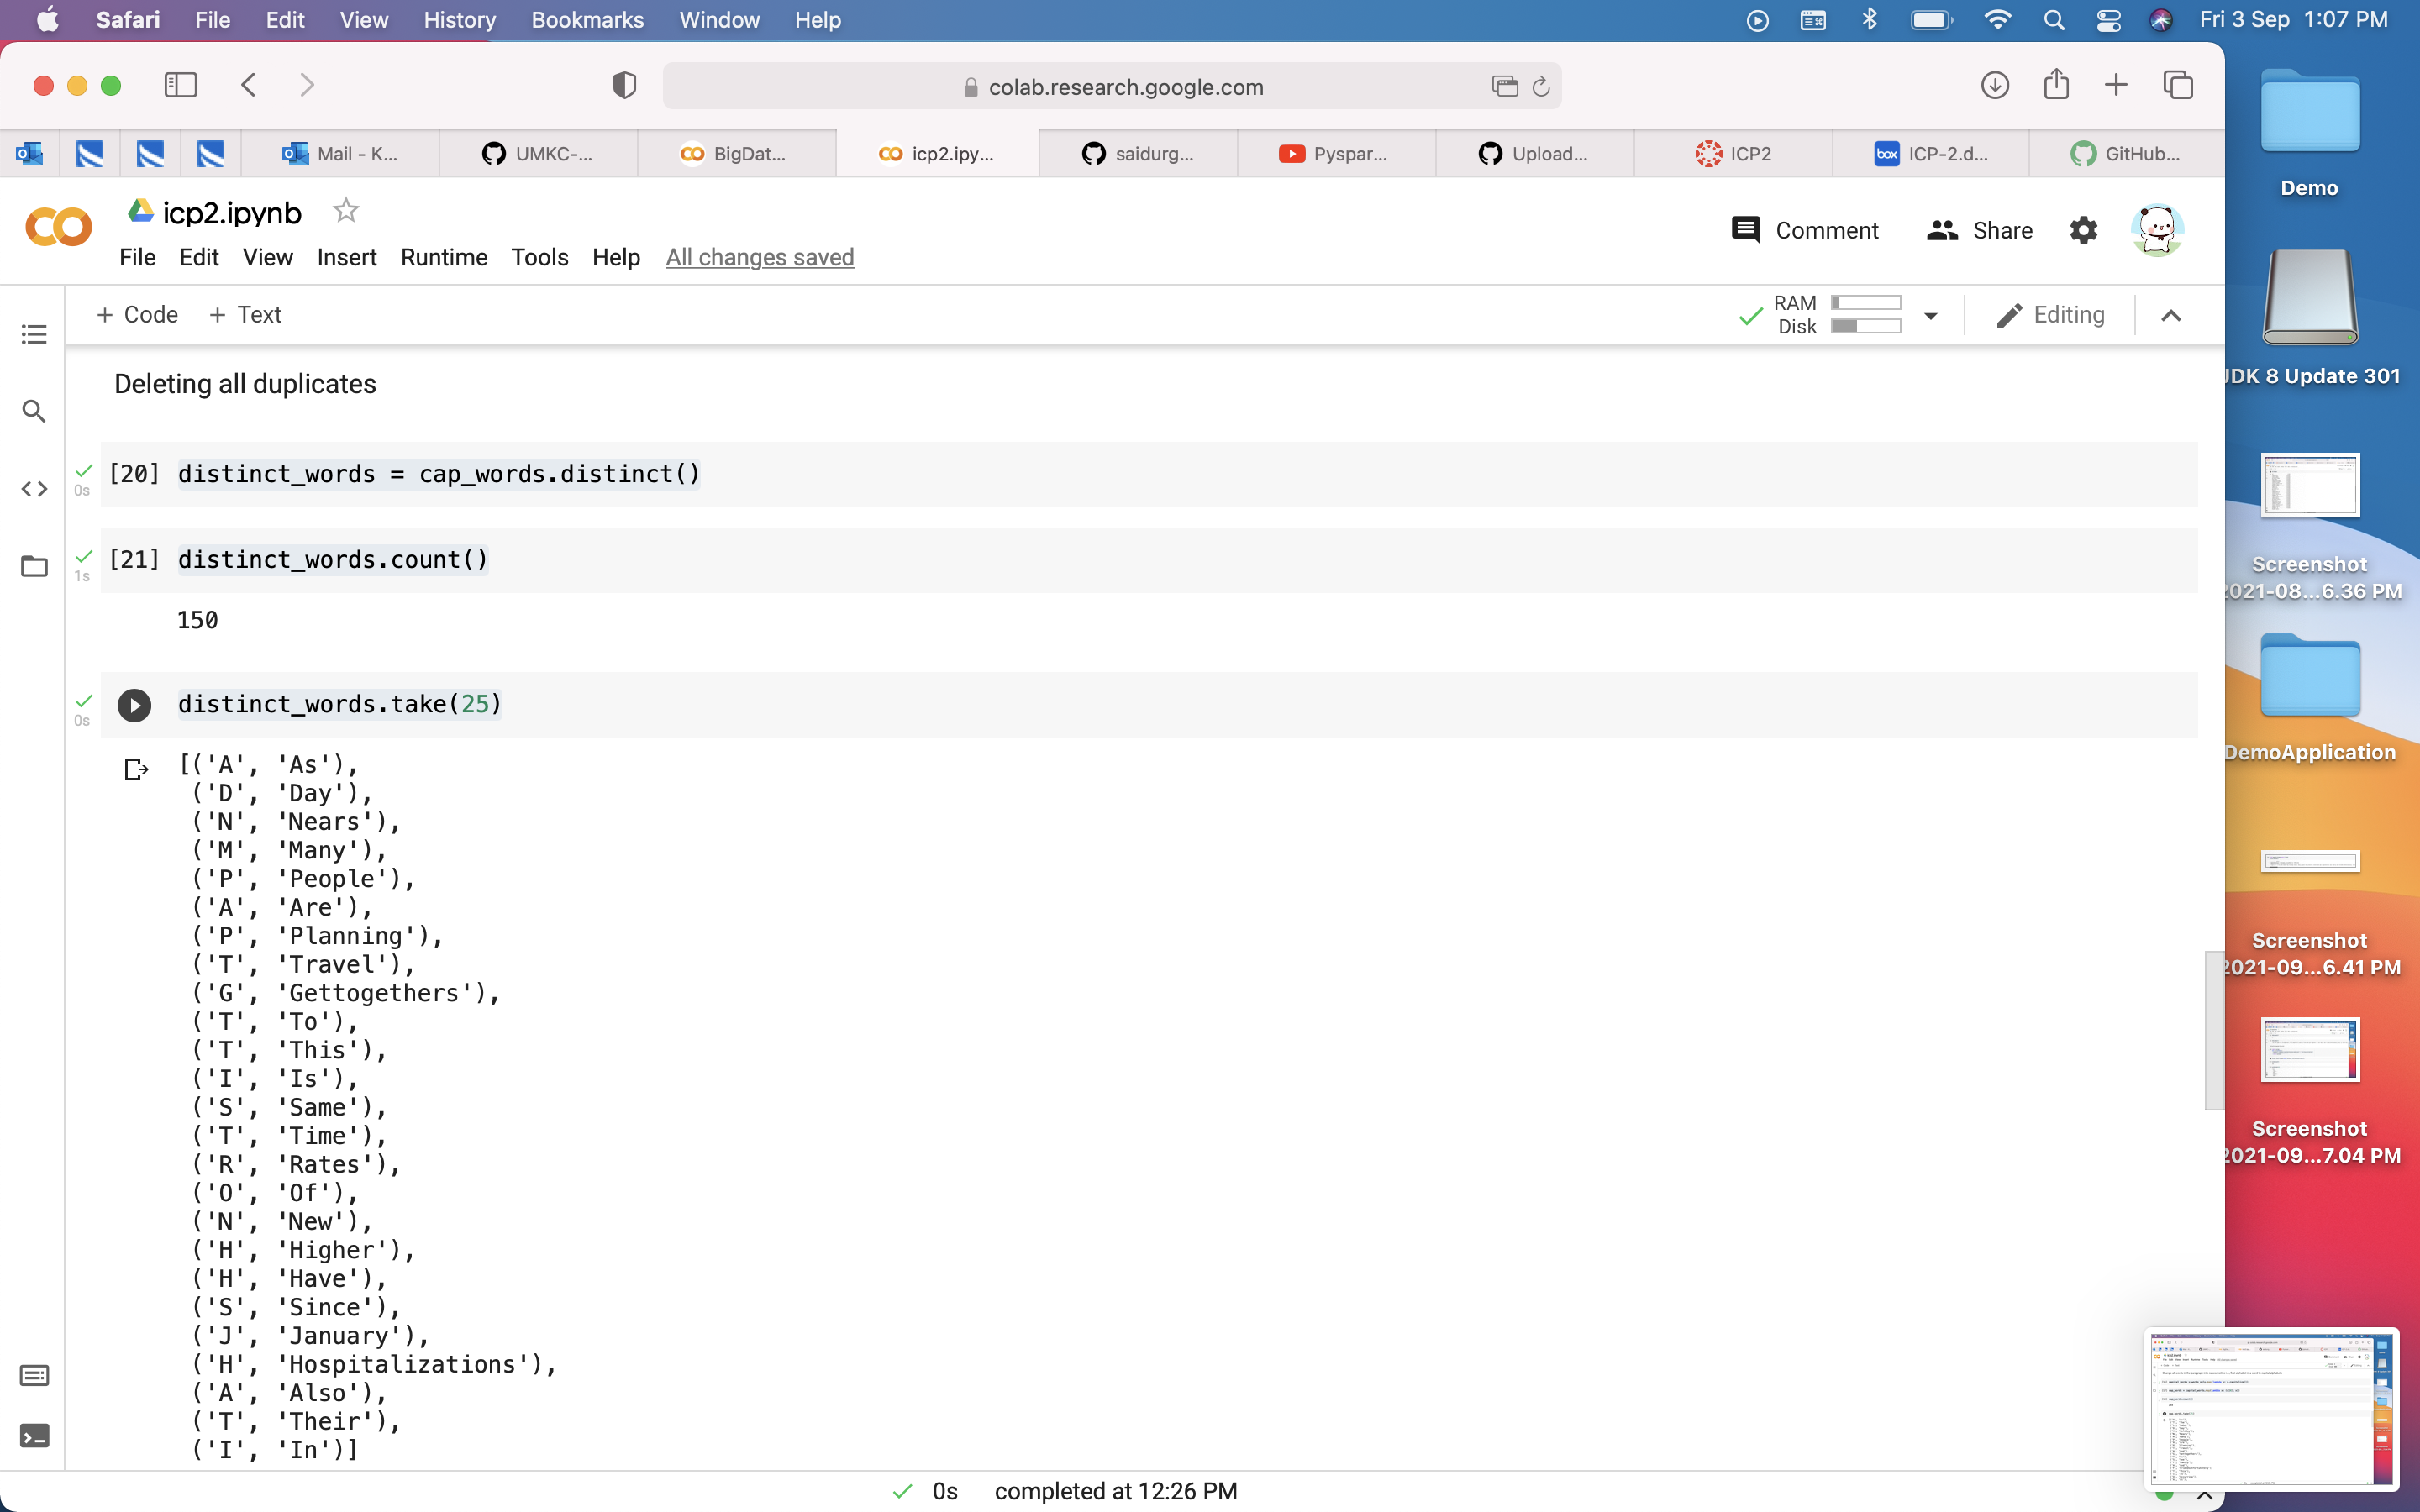 Safari File Edit View History Bookmarks Window Help Fri 3 Sep 1:07 PM
colab.research.google.com
Mail - K... UMKC-... BigDat... icp2.ipy... saidurg... Pyspar... Upload... ICP2 box ICP-2.d... GitHub...
icp2.ipynb
Comment Share
File Edit View Insert Runtime Tools Help All changes saved
+ Code + Text
RAM
Disk
Editing
Deleting all duplicates
[20] distinct_words = cap_words.distinct()
0s
[21] distinct_words.count()
1s
150
distinct_words.take(25)
0s
[('A', 'As'),
('D', 'Day'),
('N', 'Nears'),
('M', 'Many'),
('P', 'People'),
('A', 'Are'),
('P', 'Planning'),
('T', 'Travel'),
('G', 'Gettogethers'),
('T', 'To'),
('T', 'This'),
('I', 'Is'),
('S', 'Same'),
('T', 'Time'),
('R', 'Rates'),
('O', 'Of'),
('N', 'New'),
('H', 'Higher'),
('H', 'Have'),
('S', 'Since'),
('J', 'January'),
('H', 'Hospitalizations'),
('A', 'Also'),
('T', 'Their'),
('I', 'In')]
0s completed at 12:26 PM
Demo
JDK 8 Update 301
Screenshot
2021-08...6.36 PM
DemoApplication
Screenshot
2021-09...6.41 PM
Screenshot
2021-09...7.04 PM